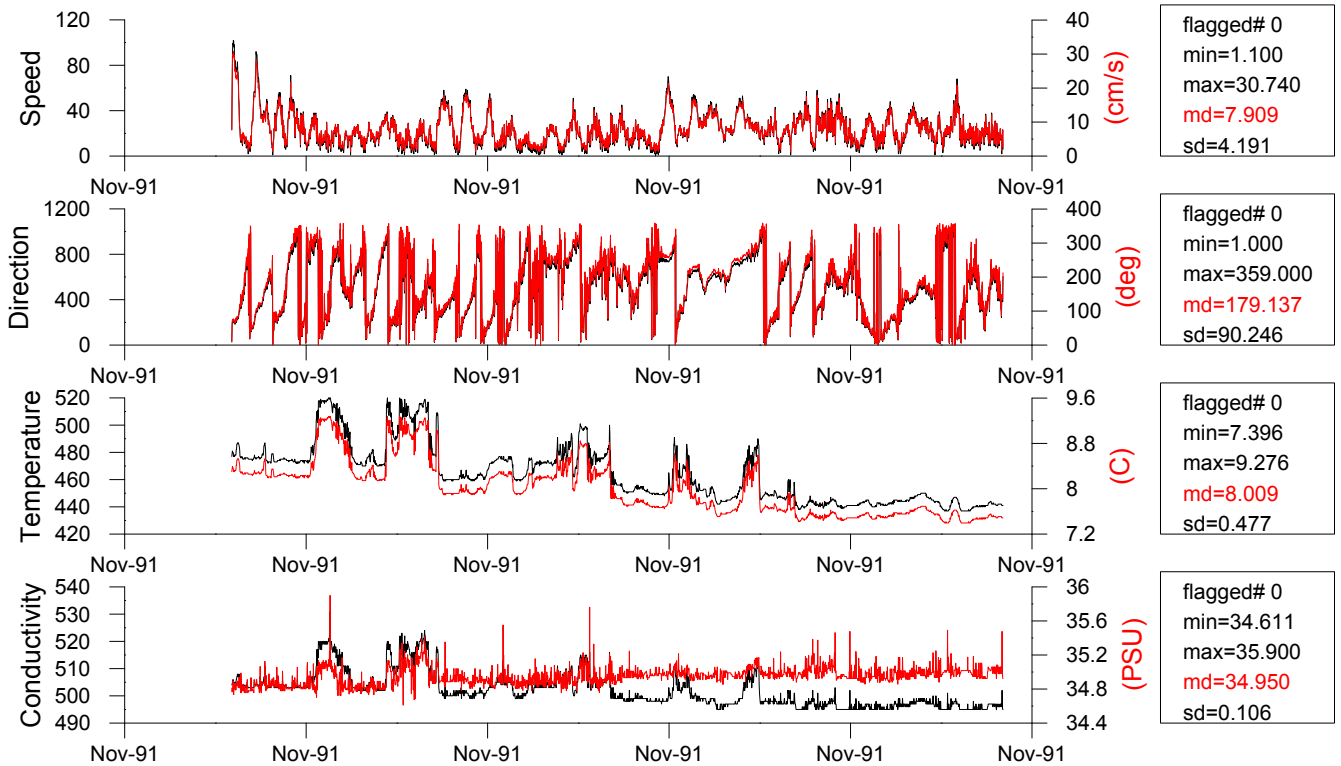 Speed
120
80
40
0
40
30
20
10
0
(cm/s)
Nov-91 Nov-91 Nov-91 Nov-91 Nov-91 Nov-91
flagged# 0
min=1.100
max=30.740
md=7.909
sd=4.191
Direction
1200
800
400
0
400
300
200
100
0
(deg)
Nov-91 Nov-91 Nov-91 Nov-91 Nov-91 Nov-91
flagged# 0
min=1.000
max=359.000
md=179.137
sd=90.246
Temperature
520
500
480
460
440
420
9.6
8.8
8
7.2
(C)
Nov-91 Nov-91 Nov-91 Nov-91 Nov-91 Nov-91
flagged# 0
min=7.396
max=9.276
md=8.009
sd=0.477
Conductivity
540
530
520
510
500
490
36
35.6
35.2
34.8
34.4
(PSU)
Nov-91 Nov-91 Nov-91 Nov-91 Nov-91 Nov-91
flagged# 0
min=34.611
max=35.900
md=34.950
sd=0.106